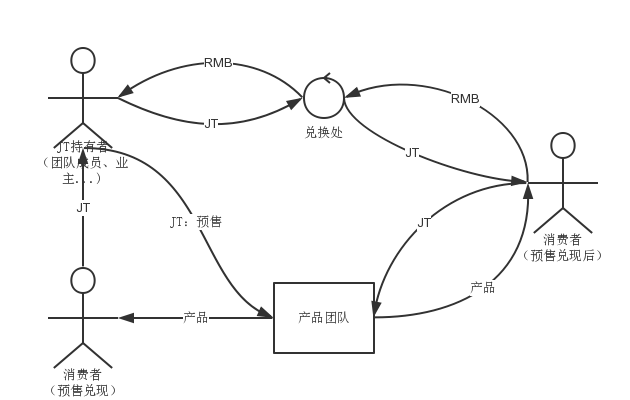 RMB
JT
兑换处
RMB
JT
JT持有者
（团队成员、业
主...）
JT
JT：预售
JT
消费者
（预售兑现后）
产品
产品
产品团队
消费者
（预售兑现）